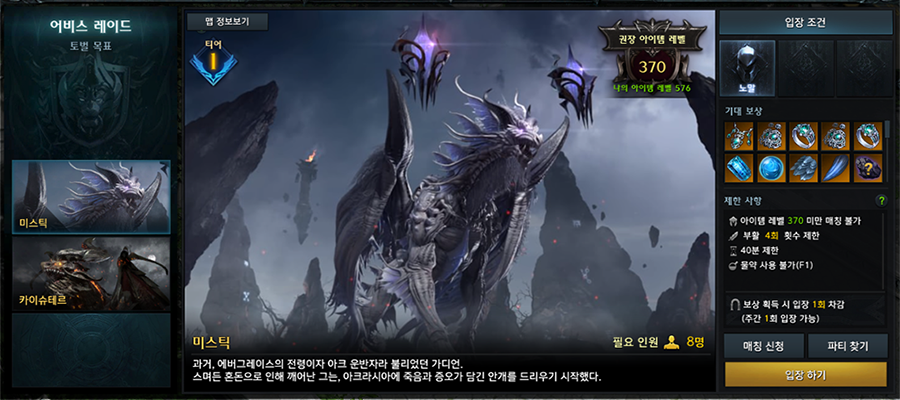 어비스 레이드
토벌 목표
미스틱
카이슈테르
맵 정보보기
티어
I
권장 아이템 레벨
370
나의 아이템 레벨 576
미스틱
필요 인원 8명
과거, 에버그레이스의 전령이자 아크 운반자라 불리었던 가디언.
스며든 혼돈으로 인해 깨어난 그는, 아크라시아에 죽음과 증오가 담긴 안개를 드리우기 시작했다.
입장 조건
노말
기대 보상
?
제한 사항
?
아이템 레벨 370 미만 매칭 불가
부활 4회 횟수 제한
40분 제한
물약 사용 불가(F1)
보상 획득 시 입장 1회 차감
(주간 1회 입장 가능)
매칭 신청
파티 찾기
입장 하기